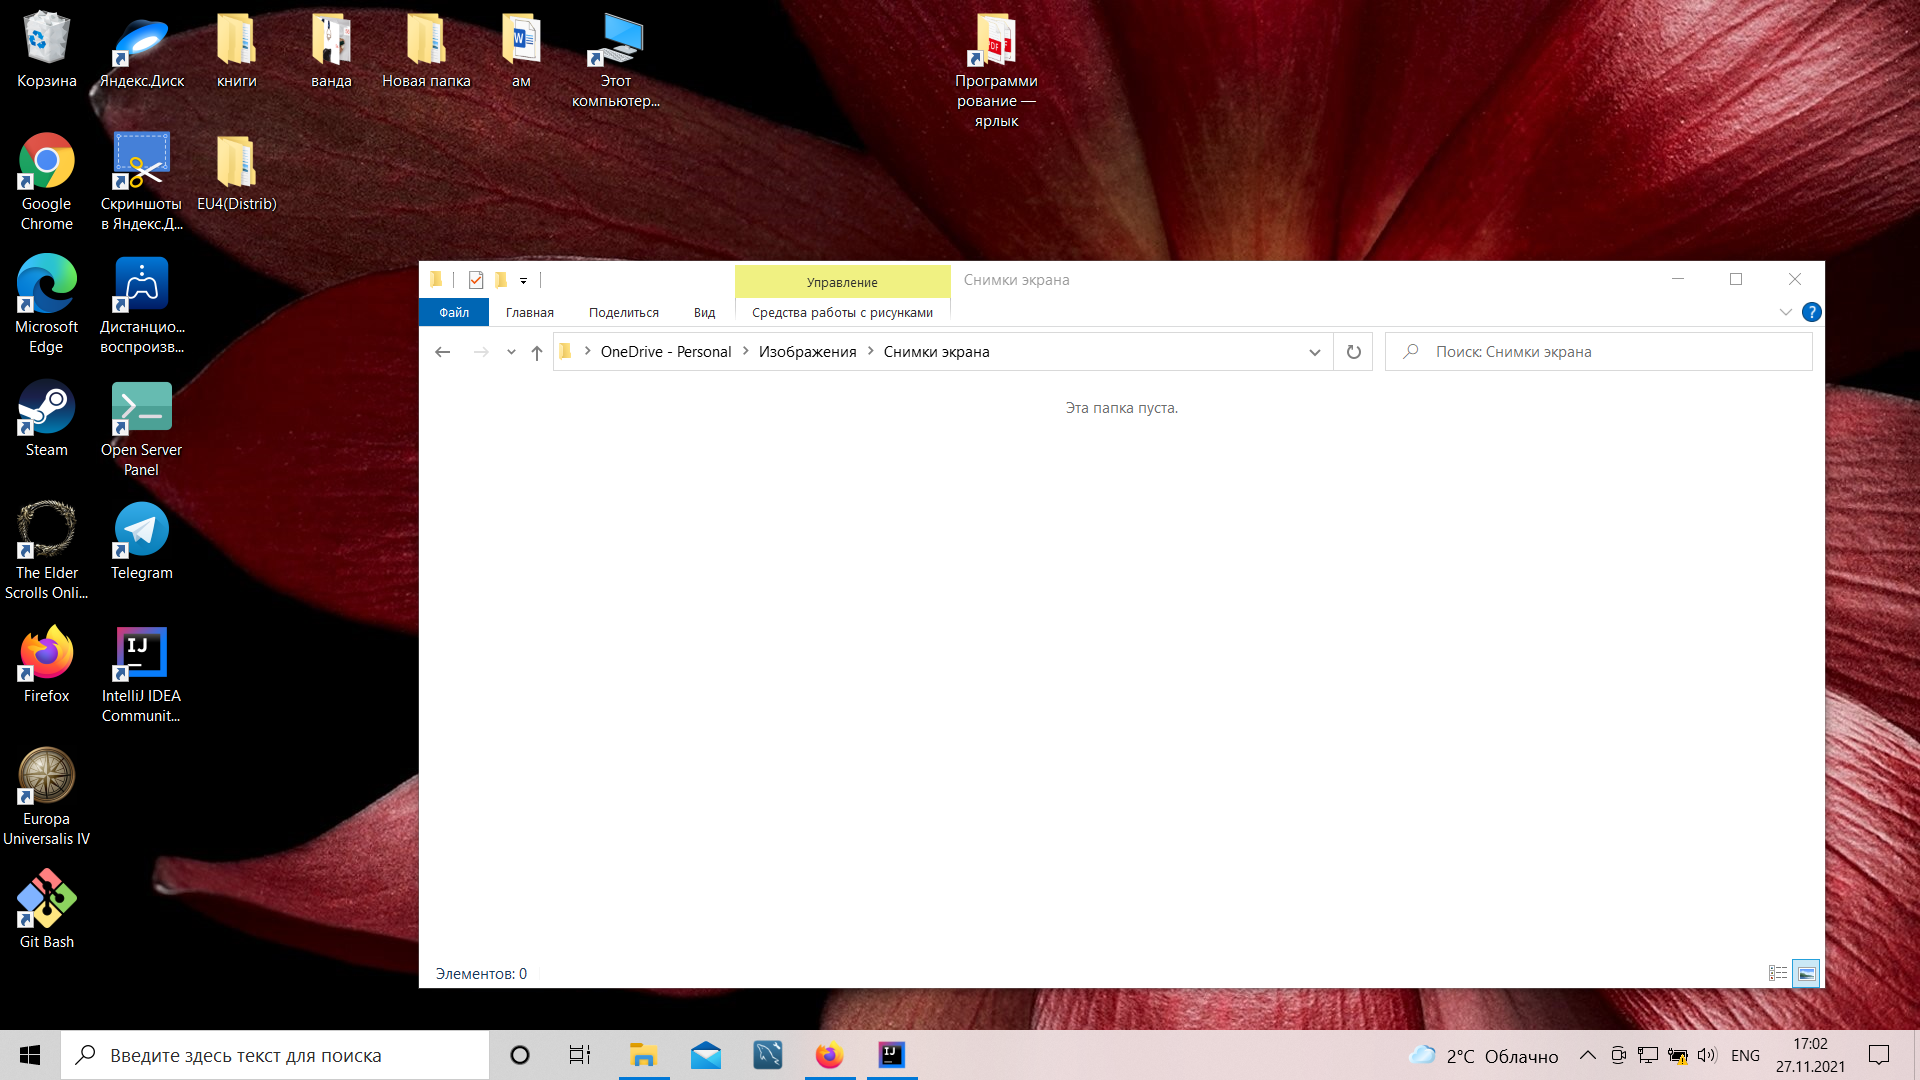 Корзина
Яндекс.Диск
книги
ванда
Новая папка
ам
Этот
компьютер...
Программи
рование —
ярлык
Google
Chrome
Скриншоты
в Яндекс.Д...
EU4(Distrib)
Microsoft
Edge
Дистанцио...
воспроизв...
Steam
Open Server
Panel
The Elder
Scrolls Onli...
Telegram
Firefox
IntelliJ IDEA
Communit...
Europa
Universalis IV
Git Bash
Управление
Снимки экрана
Файл
Главная
Поделиться
Вид
Средства работы с рисунками
OneDrive - Personal
Изображения
Снимки экрана
Поиск: Снимки экрана
Эта папка пуста.
Элементов: 0
Введите здесь текст для поиска
2°C Облачно
ENG
17:02
27.11.2021